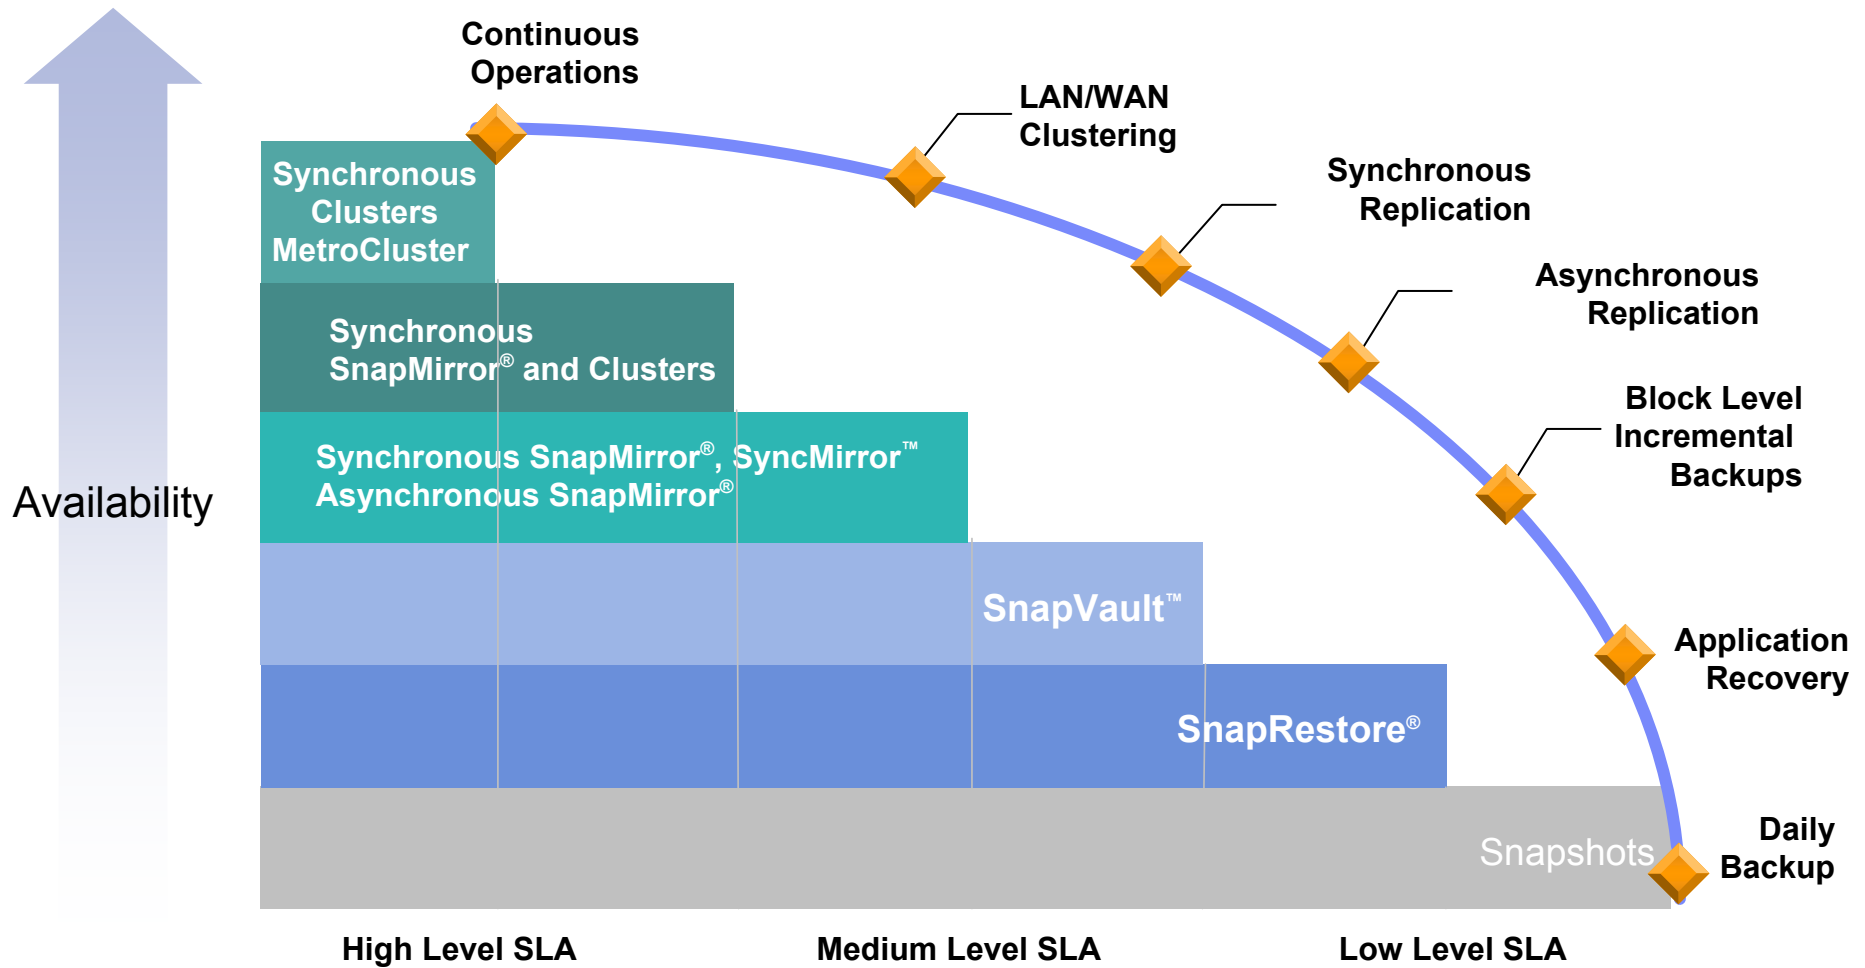 Continuous
Operations
LAN/WAN
Clustering
Synchronous
Replication
Asynchronous
Replication
Block Level
Incremental
Backups
Application
Recovery
Daily
Backup
Availability
Synchronous
Clusters
MetroCluster
Synchronous
SnapMirror® and Clusters
Synchronous SnapMirror®, SyncMirror™
Asynchronous SnapMirror®
SnapVault™
SnapRestore®
Snapshots
High Level SLA
Medium Level SLA
Low Level SLA